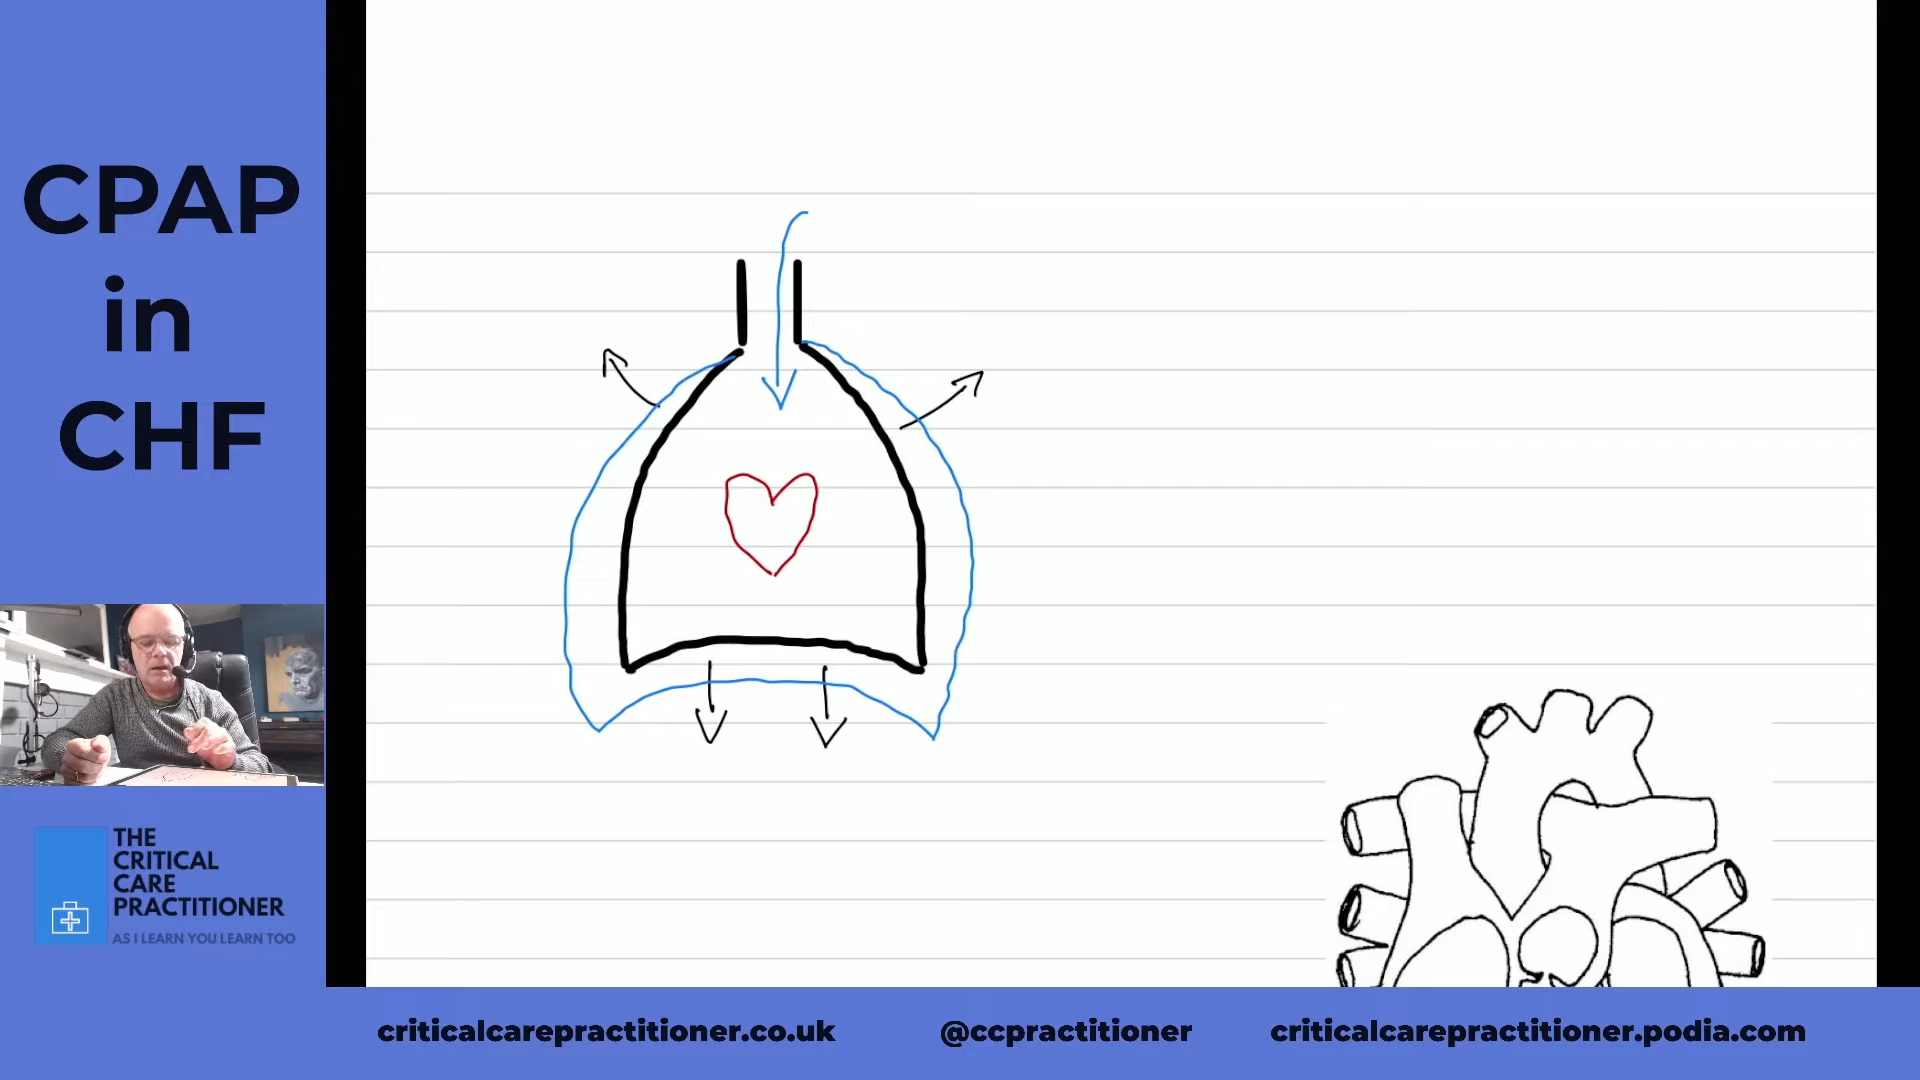 CPAP
in
CHF
THE
CRITICAL
CARE
PRACTITIONER
AS I LEARN YOU LEARN TOO
criticalcarepractitioner.co.uk
@ccpractitioner
criticalcarepractitioner.podia.com